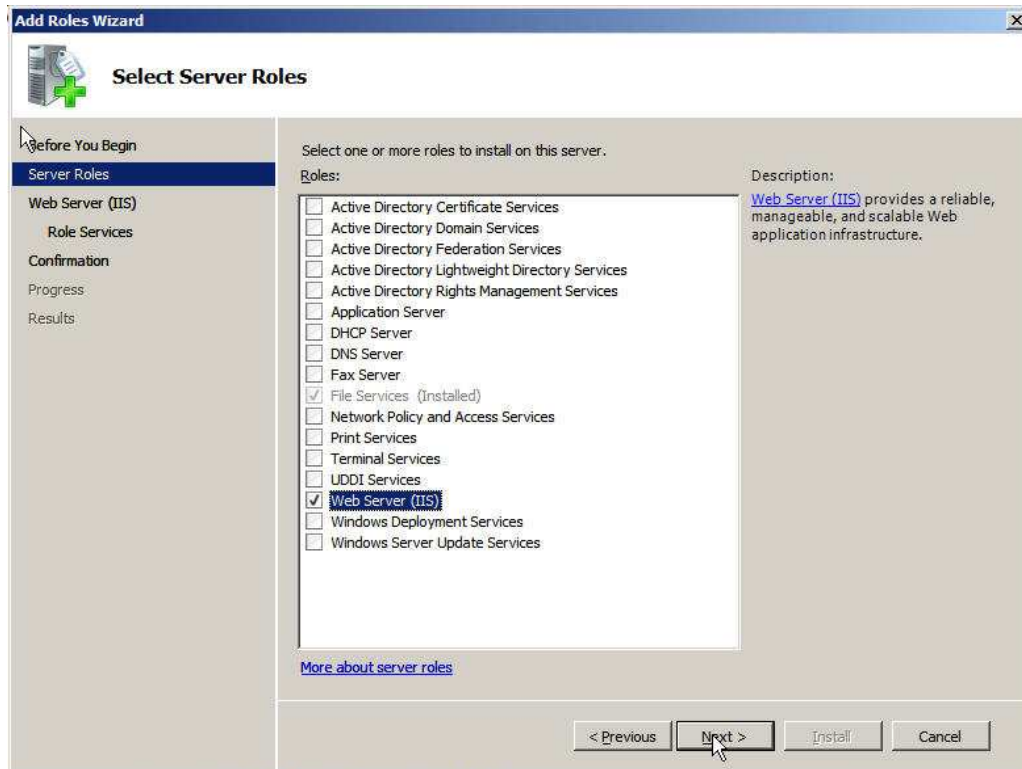 Add Roles Wizard
Select Server Roles
Before You Begin
Server Roles
Web Server (IIS)
Role Services
Confirmation
Progress
Results
Select one or more roles to install on this server.
Roles:
Active Directory Certificate Services
Active Directory Domain Services
Active Directory Federation Services
Active Directory Lightweight Directory Services
Active Directory Rights Management Services
Application Server
DHCP Server
DNS Server
Fax Server
File Services (Installed)
Network Policy and Access Services
Print Services
Terminal Services
UDDI Services
Web Server (IIS)
Windows Deployment Services
Windows Server Update Services
More about server roles
Description:
Web Server (IIS) provides a reliable,
manageable, and scalable Web
application infrastructure.
< Previous
Next >
Install
Cancel